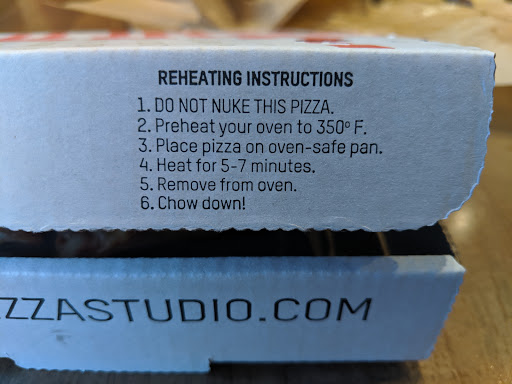 REHEATING INSTRUCTIONS
1. DO NOT NUKE THIS PIZZA.
2. Preheat your oven to 350º F.
3. Place pizza on oven-safe pan.
4. Heat for 5-7 minutes.
5. Remove from oven.
6. Chow down!
ZZASTUDIO.COM